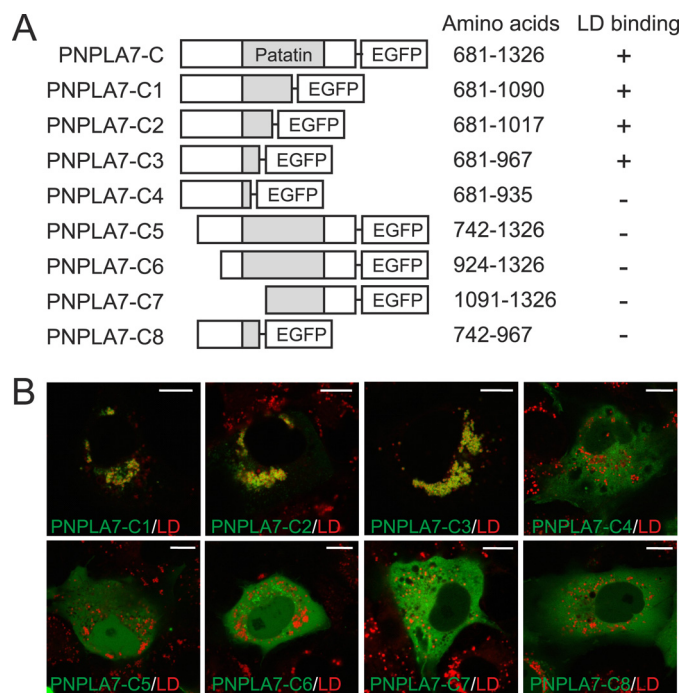 A Amino acids LD binding
PNPLA7-C Patatin EGFP 681-1326 +
PNPLA7-C1 EGFP 681-1090 +
PNPLA7-C2 EGFP 681-1017 +
PNPLA7-C3 EGFP 681-967 +
PNPLA7-C4 EGFP 681-935 -
PNPLA7-C5 EGFP 742-1326 -
PNPLA7-C6 EGFP 924-1326 -
PNPLA7-C7 EGFP 1091-1326 -
PNPLA7-C8 EGFP 742-967 -
B
PNPLA7-C1/LD PNPLA7-C2/LD PNPLA7-C3/LD PNPLA7-C4/LD
PNPLA7-C5/LD PNPLA7-C6/LD PNPLA7-C7/LD PNPLA7-C8/LD